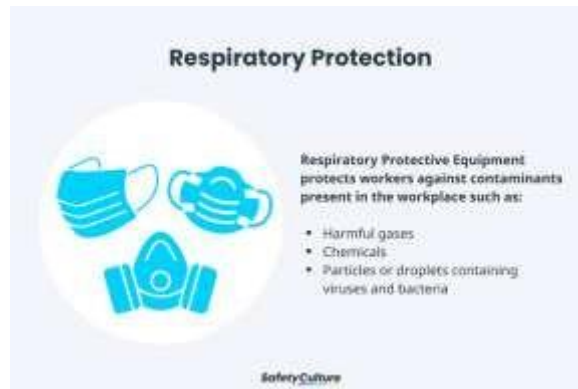 Respiratory Protection
Respiratory Protective Equipment
protects workers against contaminants
present in the workplace such as:
• Harmful gases
• Chemicals
• Particles or droplets containing
viruses and bacteria
SafetyCulture